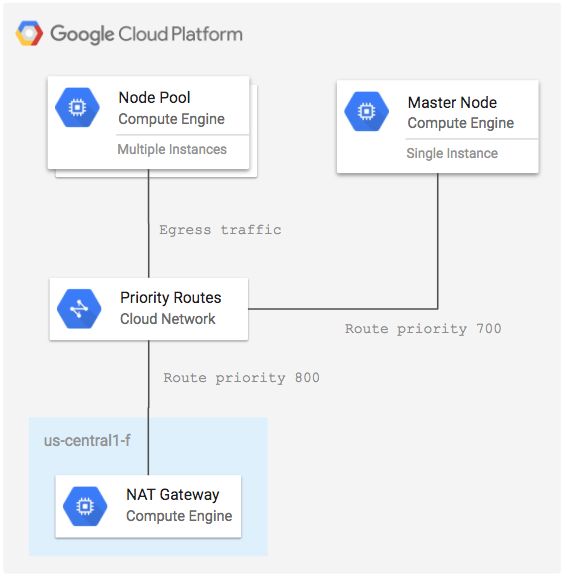 Google Cloud Platform
Node Pool
Compute Engine
Multiple Instances
Master Node
Compute Engine
Single Instance
Egress traffic
Priority Routes
Cloud Network
Route priority 700
Route priority 800
us-central1-f
NAT Gateway
Compute Engine